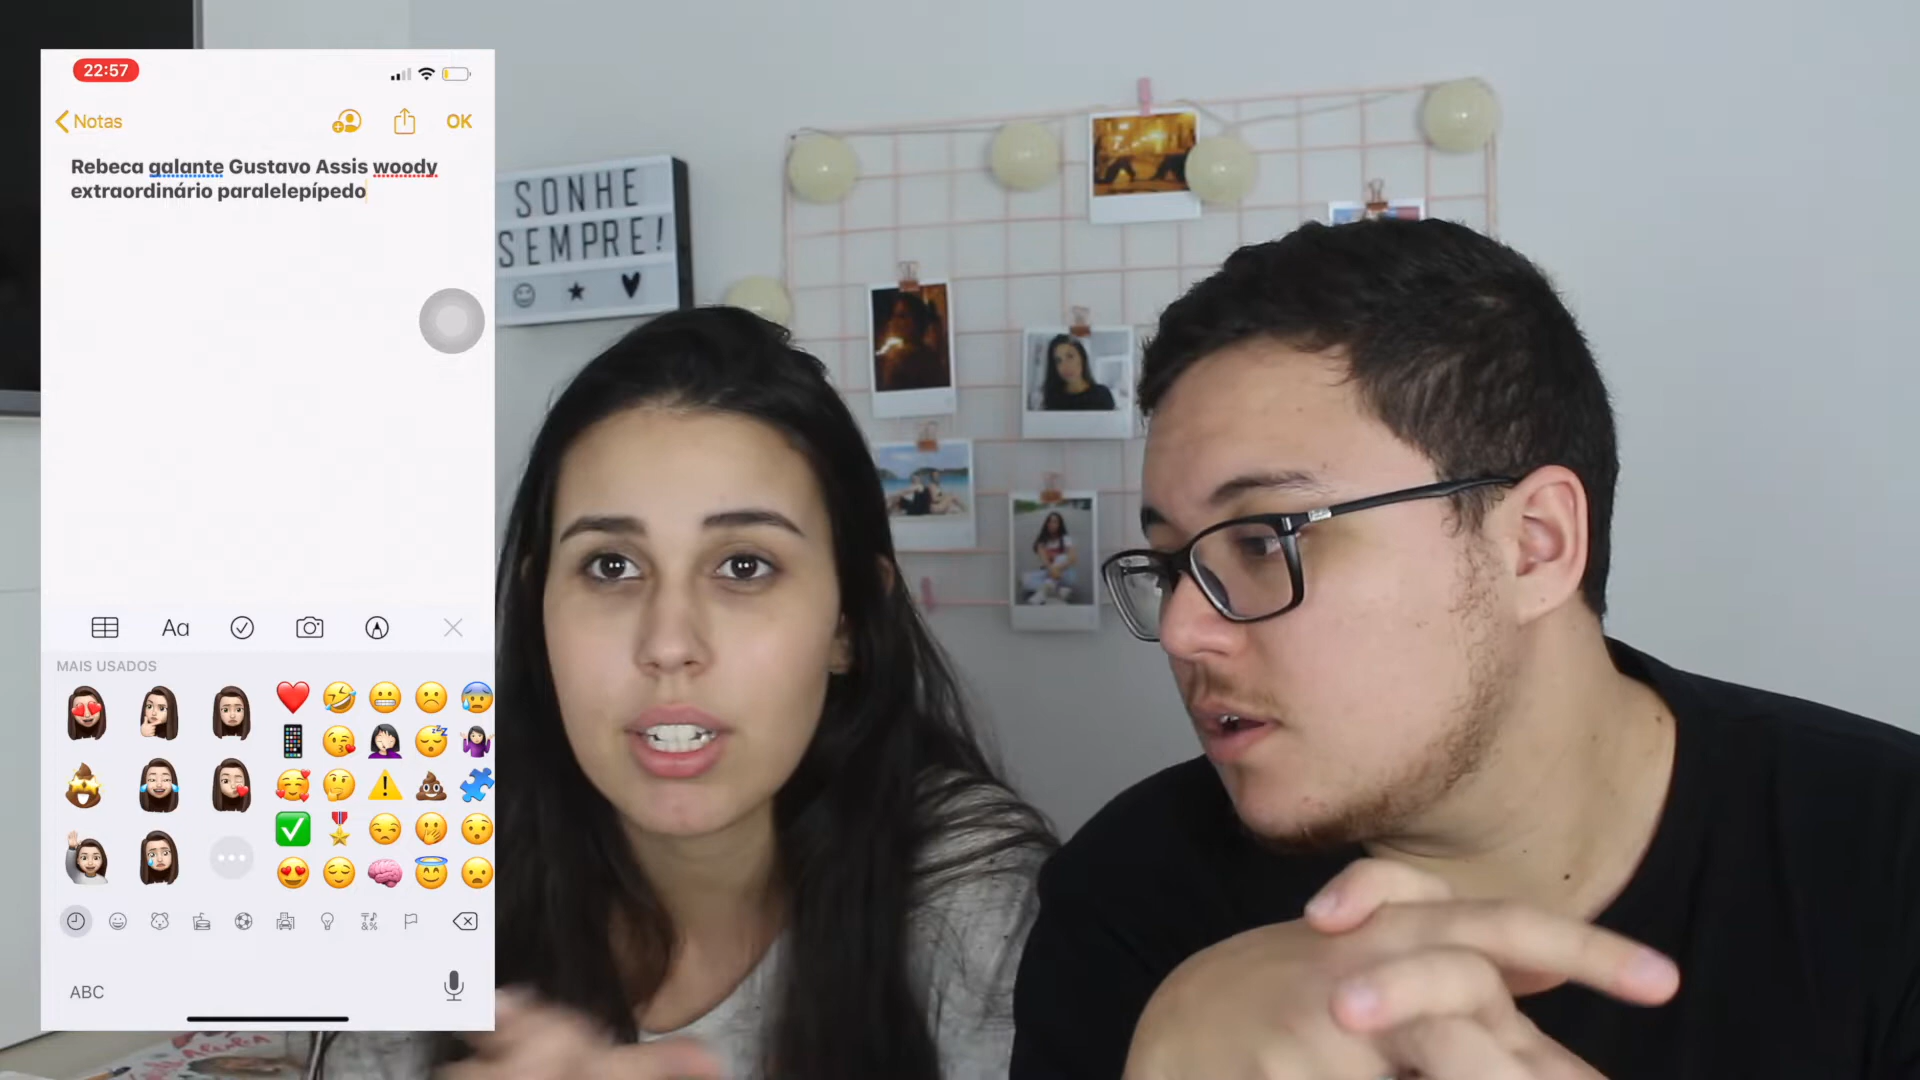 22:57
Notas
OK
Rebeca galante Gustavo Assis woody
extraordinário paralelepípedo
SONHE
SEMPRE!
Aa
MAIS USADOS
ABC